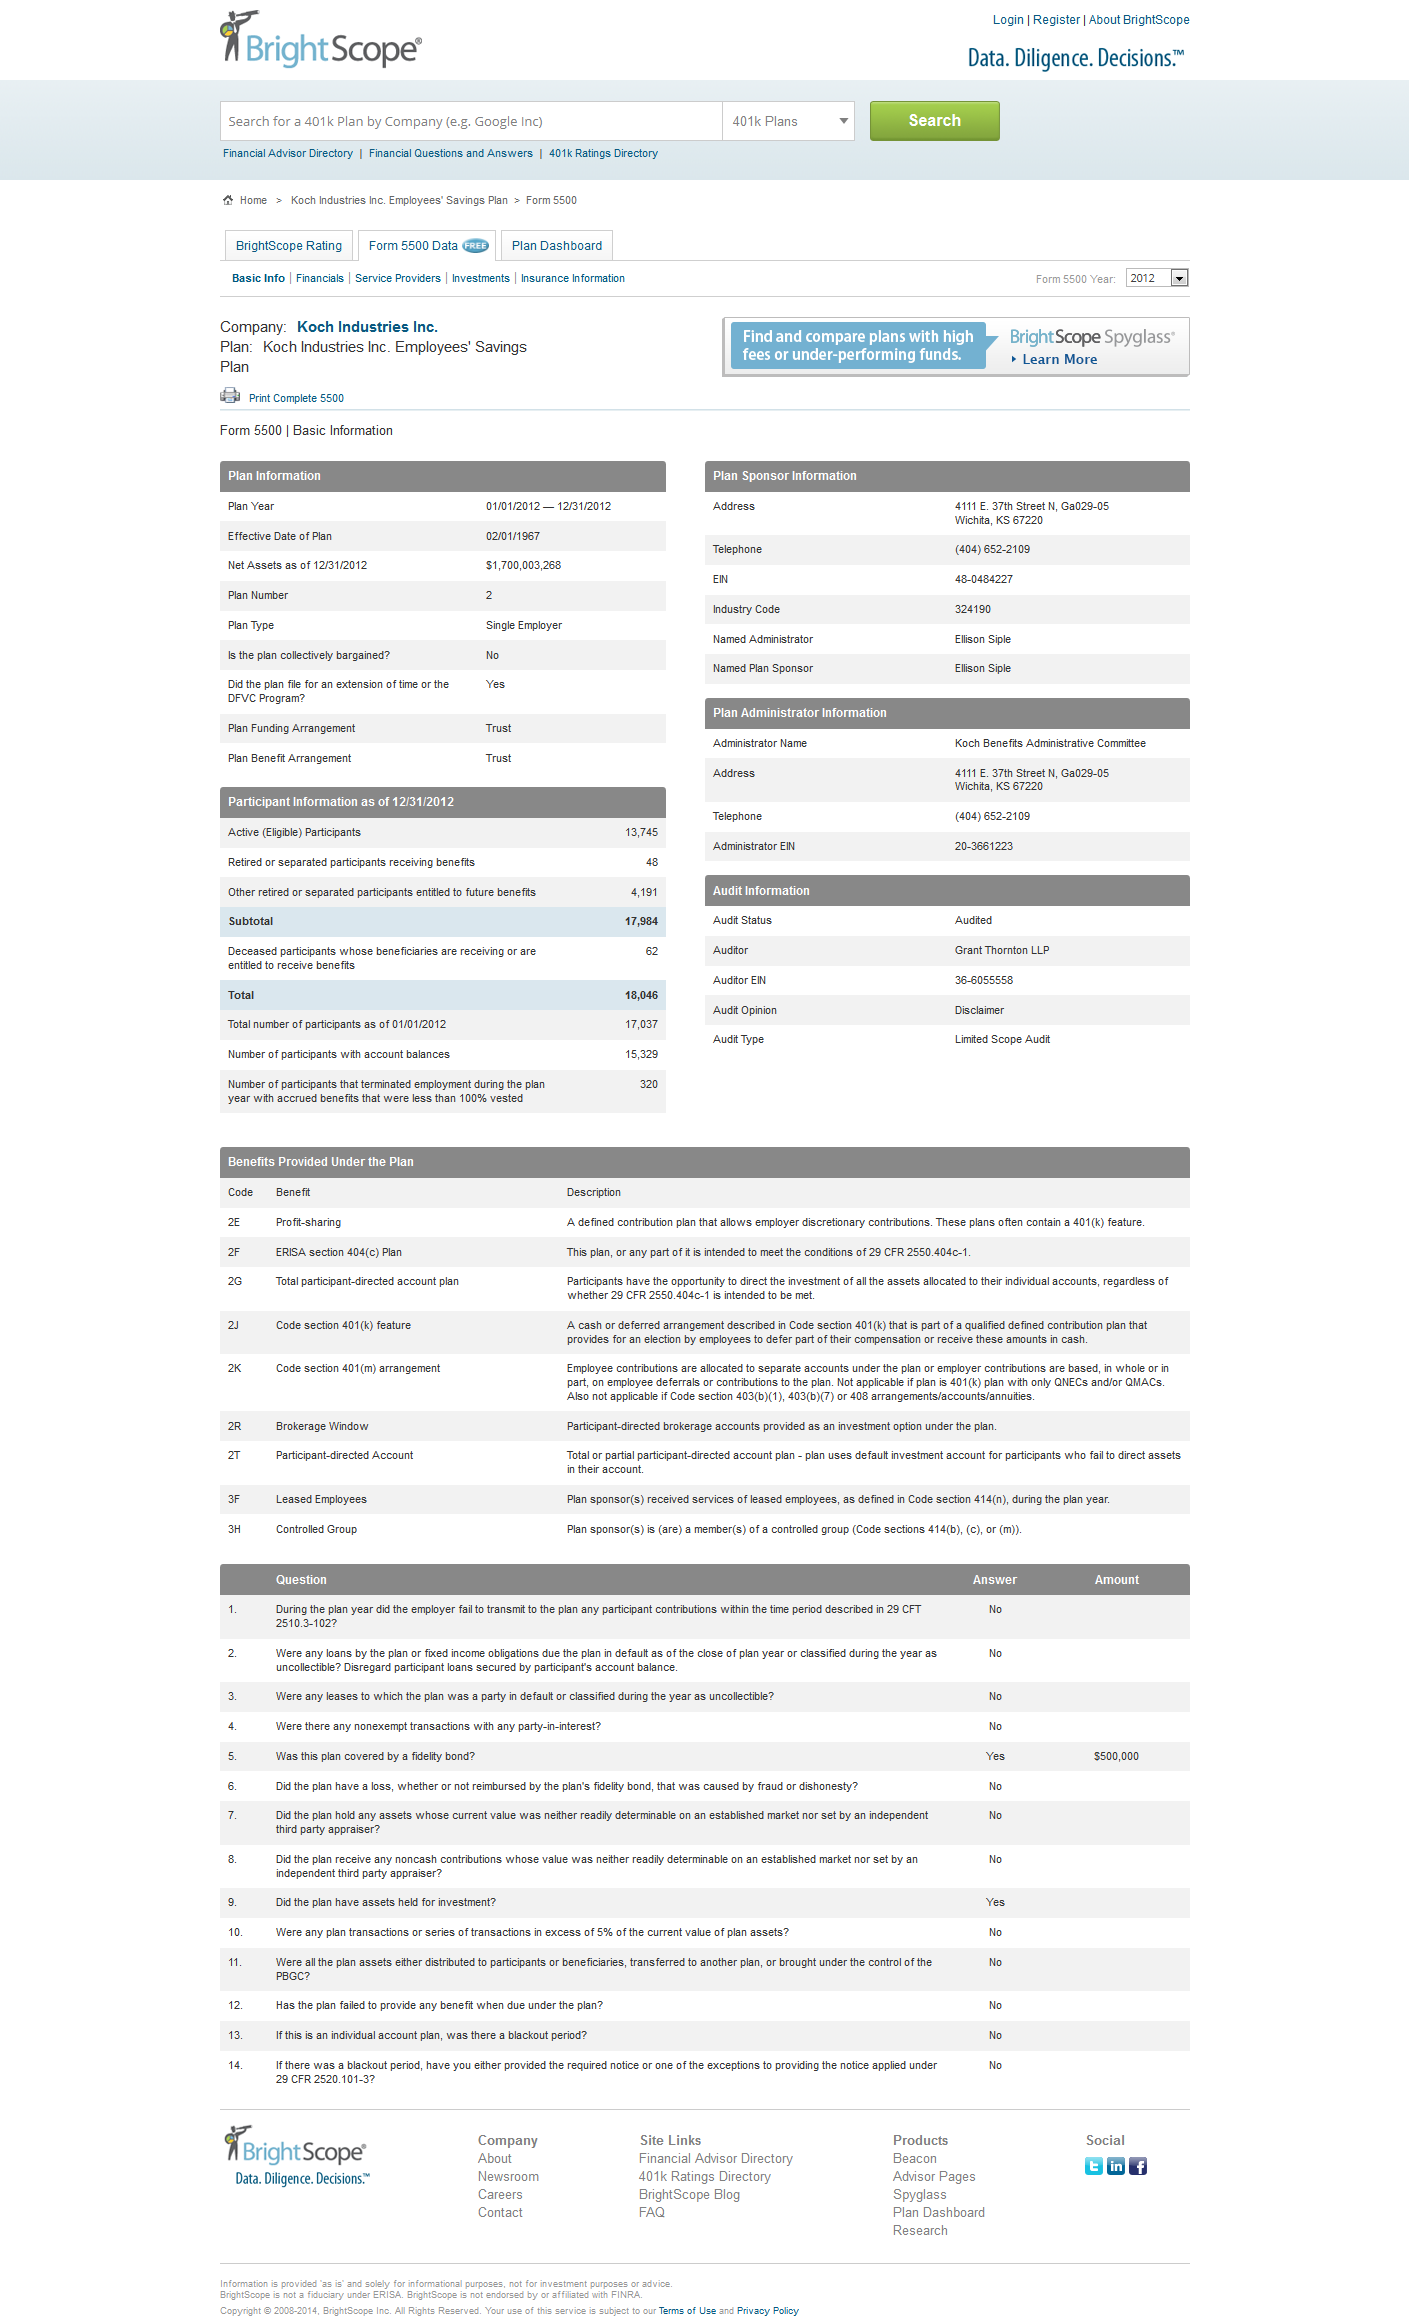 BrightScope®
Login | Register | About BrightScope
Data. Diligence. Decisions.™
Search for a 401k Plan by Company (e.g. Google Inc)
401k Plans
Search
Financial Advisor Directory | Financial Questions and Answers | 401k Ratings Directory
Home > Koch Industries Inc. Employees' Savings Plan > Form 5500
BrightScope Rating
Form 5500 Data FREE
Plan Dashboard
Basic Info | Financials | Service Providers | Investments | Insurance Information
Form 5500 Year: 2012
Company: Koch Industries Inc.
Plan: Koch Industries Inc. Employees' Savings
Plan
Find and compare plans with high
fees or under-performing funds.
BrightScope Spyglass®
Learn More
Print Complete 5500
Form 5500 | Basic Information
Plan Information
Plan Year 01/01/2012 — 12/31/2012
Effective Date of Plan 02/01/1967
Net Assets as of 12/31/2012 $1,700,003,268
Plan Number 2
Plan Type Single Employer
Is the plan collectively bargained? No
Did the plan file for an extension of time or the Yes
DFVC Program?
Plan Funding Arrangement Trust
Plan Benefit Arrangement Trust
Participant Information as of 12/31/2012
Active (Eligible) Participants 13,745
Retired or separated participants receiving benefits 48
Other retired or separated participants entitled to future benefits 4,191
Subtotal 17,984
Deceased participants whose beneficiaries are receiving or are 62
entitled to receive benefits
Total 18,046
Total number of participants as of 01/01/2012 17,037
Number of participants with account balances 15,329
Number of participants that terminated employment during the plan 320
year with accrued benefits that were less than 100% vested
Plan Sponsor Information
Address 4111 E. 37th Street N, Ga029-05
Wichita, KS 67220
Telephone (404) 652-2109
EIN 48-0484227
Industry Code 324190
Named Administrator Ellison Siple
Named Plan Sponsor Ellison Siple
Plan Administrator Information
Administrator Name Koch Benefits Administrative Committee
Address 4111 E. 37th Street N, Ga029-05
Wichita, KS 67220
Telephone (404) 652-2109
Administrator EIN 20-3661223
Audit Information
Audit Status Audited
Auditor Grant Thornton LLP
Auditor EIN 36-6055558
Audit Opinion Disclaimer
Audit Type Limited Scope Audit
Benefits Provided Under the Plan
Code Benefit Description
2E Profit-sharing A defined contribution plan that allows employer discretionary contributions. These plans often contain a 401(k) feature.
2F ERISA section 404(c) Plan This plan, or any part of it is intended to meet the conditions of 29 CFR 2550.404c-1.
2G Total participant-directed account plan Participants have the opportunity to direct the investment of all the assets allocated to their individual accounts, regardless of
whether 29 CFR 2550.404c-1 is intended to be met.
2J Code section 401(k) feature A cash or deferred arrangement described in Code section 401(k) that is part of a qualified defined contribution plan that
provides for an election by employees to defer part of their compensation or receive these amounts in cash.
2K Code section 401(m) arrangement Employee contributions are allocated to separate accounts under the plan or employer contributions are based, in whole or in
part, on employee deferrals or contributions to the plan. Not applicable if plan is 401(k) plan with only QNECs and/or QMACs.
Also not applicable if Code section 403(b)(1), 403(b)(7) or 408 arrangements/accounts/annuities.
2R Brokerage Window Participant-directed brokerage accounts provided as an investment option under the plan.
2T Participant-directed Account Total or partial participant-directed account plan - plan uses default investment account for participants who fail to direct assets
in their account.
3F Leased Employees Plan sponsor(s) received services of leased employees, as defined in Code section 414(n), during the plan year.
3H Controlled Group Plan sponsor(s) is (are) a member(s) of a controlled group (Code sections 414(b), (c), or (m)).
Question Answer Amount
1. During the plan year did the employer fail to transmit to the plan any participant contributions within the time period described in 29 CFT No
2510.3-102?
2. Were any loans by the plan or fixed income obligations due the plan in default as of the close of plan year or classified during the year as No
uncollectible? Disregard participant loans secured by participant's account balance.
3. Were any leases to which the plan was a party in default or classified during the year as uncollectible? No
4. Were there any nonexempt transactions with any party-in-interest? No
5. Was this plan covered by a fidelity bond? Yes $500,000
6. Did the plan have a loss, whether or not reimbursed by the plan's fidelity bond, that was caused by fraud or dishonesty? No
7. Did the plan hold any assets whose current value was neither readily determinable on an established market nor set by an independent No
third party appraiser?
8. Did the plan receive any noncash contributions whose value was neither readily determinable on an established market nor set by an No
independent third party appraiser?
9. Did the plan have assets held for investment? Yes
10. Were any plan transactions or series of transactions in excess of 5% of the current value of plan assets? No
11. Were all the plan assets either distributed to participants or beneficiaries, transferred to another plan, or brought under the control of the No
PBGC?
12. Has the plan failed to provide any benefit when due under the plan? No
13. If this is an individual account plan, was there a blackout period? No
14. If there was a blackout period, have you either provided the required notice or one of the exceptions to providing the notice applied under No
29 CFR 2520.101-3?
BrightScope®
Data. Diligence. Decisions.™
Company
About
Newsroom
Careers
Contact
Site Links
Financial Advisor Directory
401k Ratings Directory
BrightScope Blog
FAQ
Products
Beacon
Advisor Pages
Spyglass
Plan Dashboard
Research
Social
t in f
Information is provided 'as is' and solely for informational purposes, not for investment purposes or advice.
BrightScope is not a fiduciary under ERISA. BrightScope is not endorsed by or affiliated with FINRA.
Copyright © 2008-2014, BrightScope Inc. All Rights Reserved. Your use of this service is subject to our Terms of Use and Privacy Policy